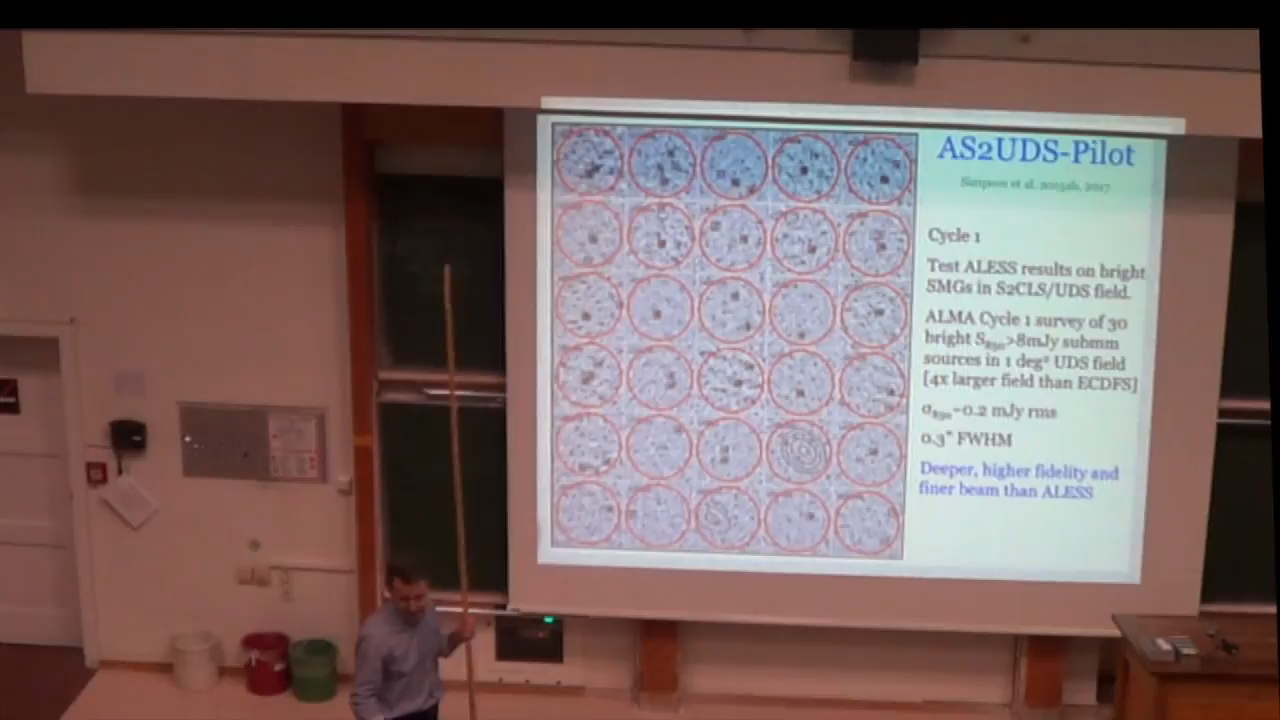 AS2UDS-Pilot
Simpson et al. 2015ab, 2017
Cycle 1
Test ALESS results on bright
SMGs in S2CLS/UDS field.
ALMA Cycle 1 survey of 30
bright S850>8mJy submm
sources in 1 deg² UDS field
[4x larger field than ECDFS]
σ850~0.2 mJy rms
0.3" FWHM
Deeper, higher fidelity and
finer beam than ALESS